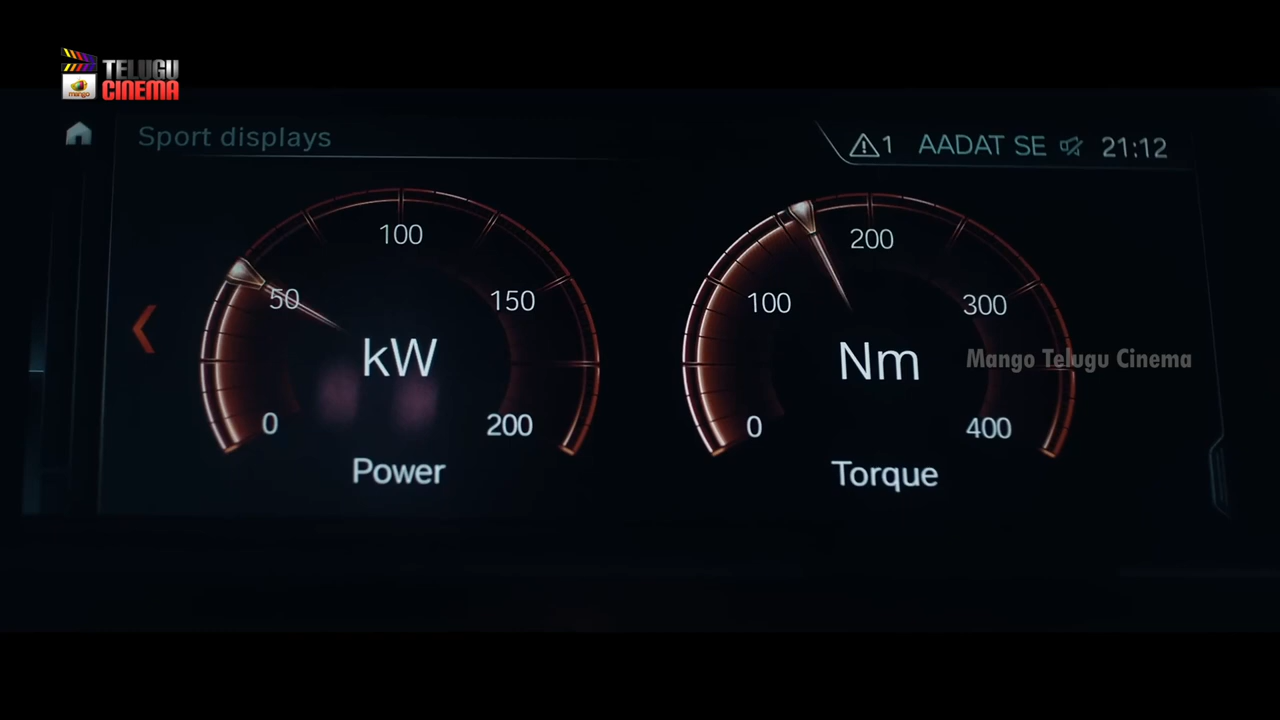 TELUGU
CINEMA
mango
Sport displays
1 AADAT SE 21:12
0 50 100 150 200
kW
Power
0 100 200 300 400
Nm
Torque
Mango Telugu Cinema